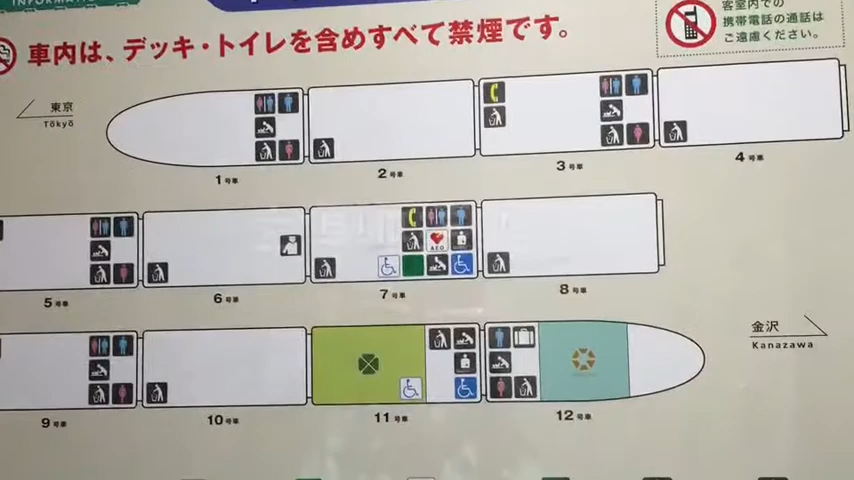 INFORMATI
車内は、デッキ・トイレを含めすべて禁煙です。
客室内での
携帯電話の通話は
ご遠慮ください。
東京
Tōkyō
1号車
2号車
3号車
4号車
AED
5号車
6号車
7号車
8号車
金沢
Kanazawa
9号車
10号車
11号車
12号車